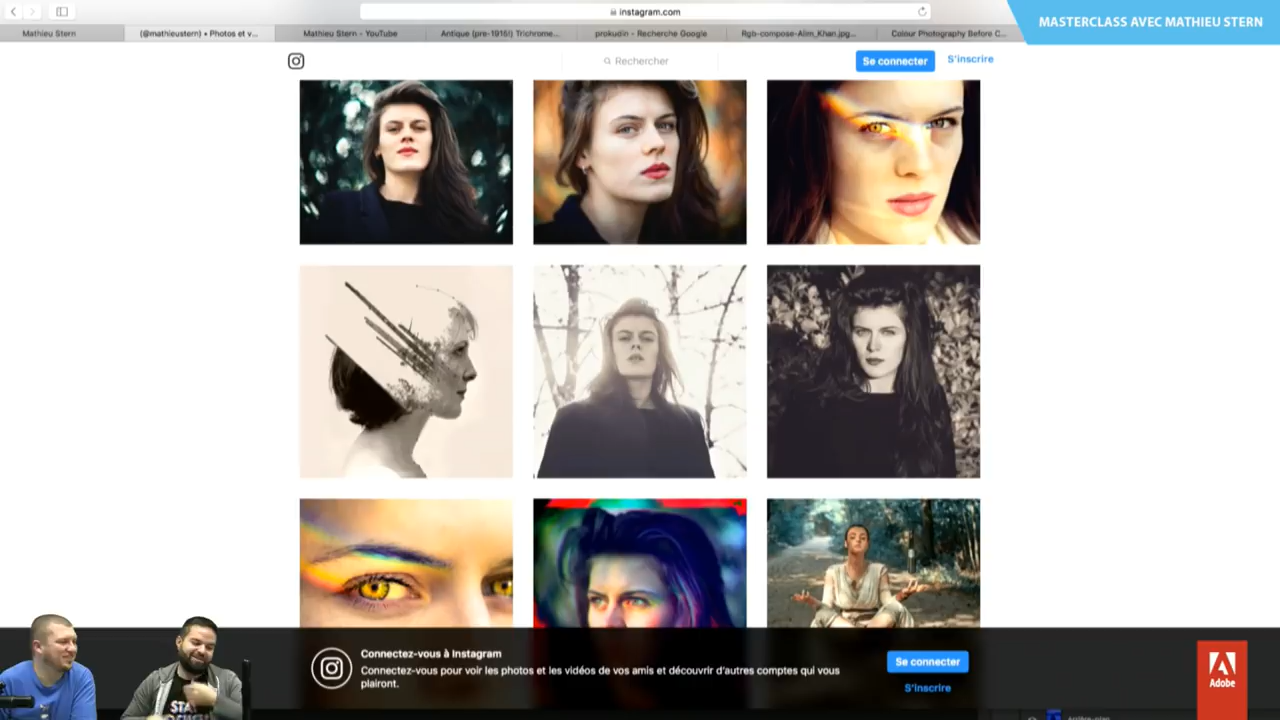 instagram.com
MASTERCLASS AVEC MATHIEU STERN
Mathieu Stern
(@mathieustern) • Photos et v...
Mathieu Stern - YouTube
Antique (pre-1916!) Trichrome...
prokudin - Recherche Google
Rgb-compose-Alim_Khan.jpg...
Colour Photography Before C...
Rechercher
Se connecter
S'inscrire
Connectez-vous à Instagram
Connectez-vous pour voir les photos et les vidéos de vos amis et découvrir d'autres comptes qui vous
plairont.
Se connecter
S'inscrire
Adobe
Arrière-plan